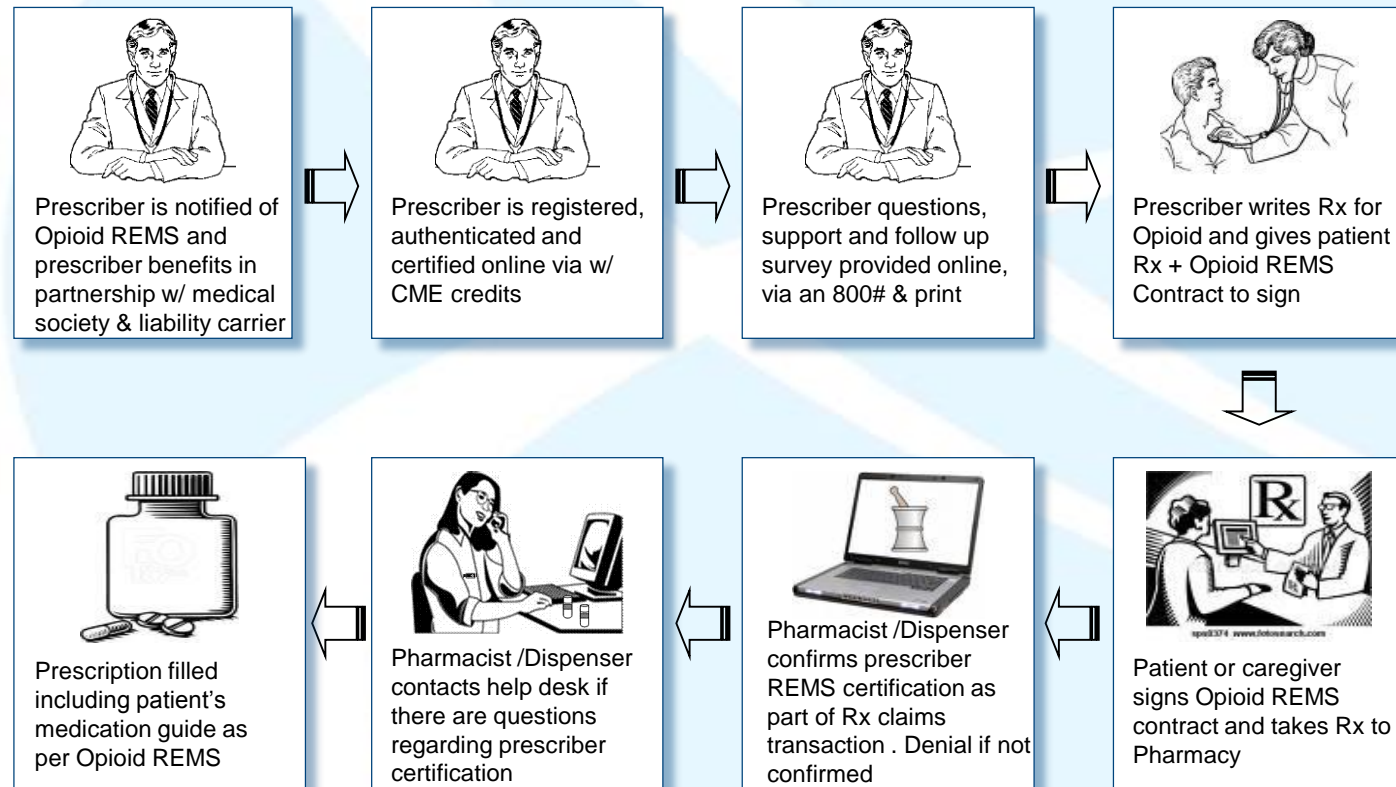 Prescriber is notified of
Opioid REMS and
prescriber benefits in
partnership w/ medical
society & liability carrier
Prescriber is registered,
authenticated and
certified online via w/
CME credits
Prescriber questions,
support and follow up
survey provided online,
via an 800# & print
Prescriber writes Rx for
Opioid and gives patient
Rx + Opioid REMS
Contract to sign
Rx
sps0374 www.fotosearch.com
Patient or caregiver
signs Opioid REMS
contract and takes Rx to
Pharmacy
Pharmacist /Dispenser
confirms prescriber
REMS certification as
part of Rx claims
transaction . Denial if not
confirmed
Pharmacist /Dispenser
contacts help desk if
there are questions
regarding prescriber
certification
Prescription filled
including patient’s
medication guide as
per Opioid REMS